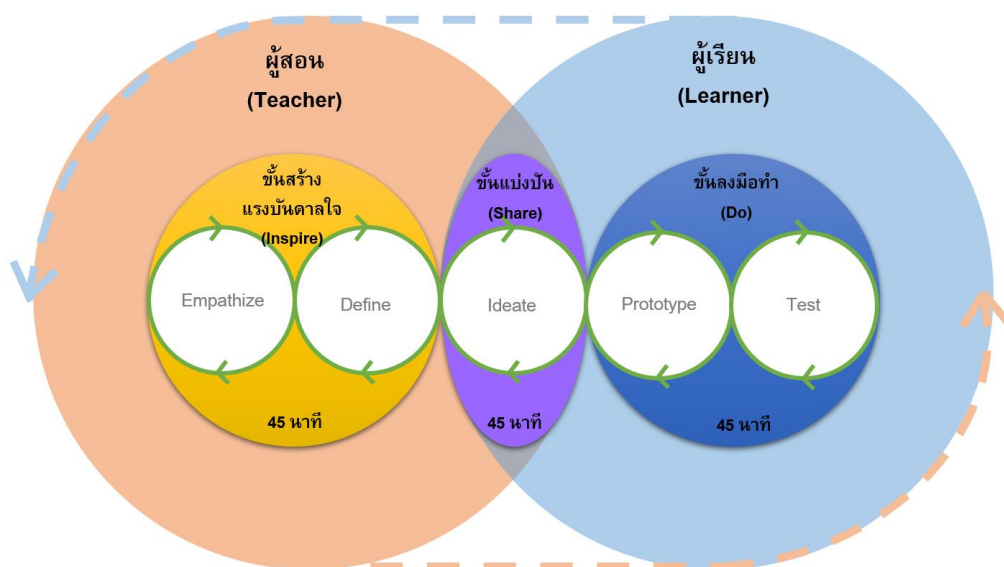 ผู้สอน
(Teacher)
ผู้เรียน
(Learner)
ขั้นสร้าง
แรงบันดาลใจ
(Inspire)
ขั้นแบ่งปัน
(Share)
ขั้นลงมือทำ
(Do)
Empathize
Define
Ideate
Prototype
Test
45 นาที
45 นาที
45 นาที